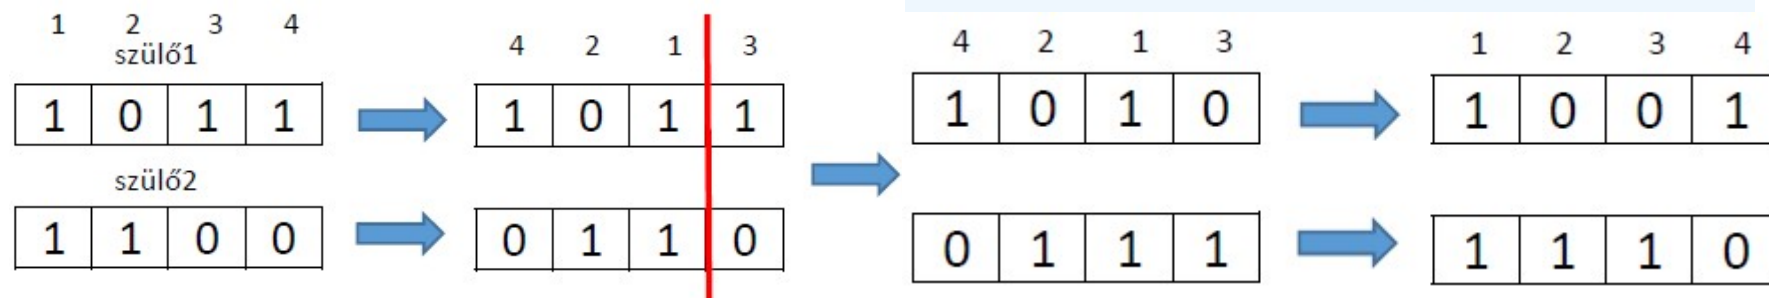 1 2 3 4
szülő1
1 0 1 1
szülő2
1 1 0 0
4 2 1 3
1 0 1 1
0 1 1 0
4 2 1 3
1 0 1 0
0 1 1 1
1 2 3 4
1 0 0 1
1 1 1 0